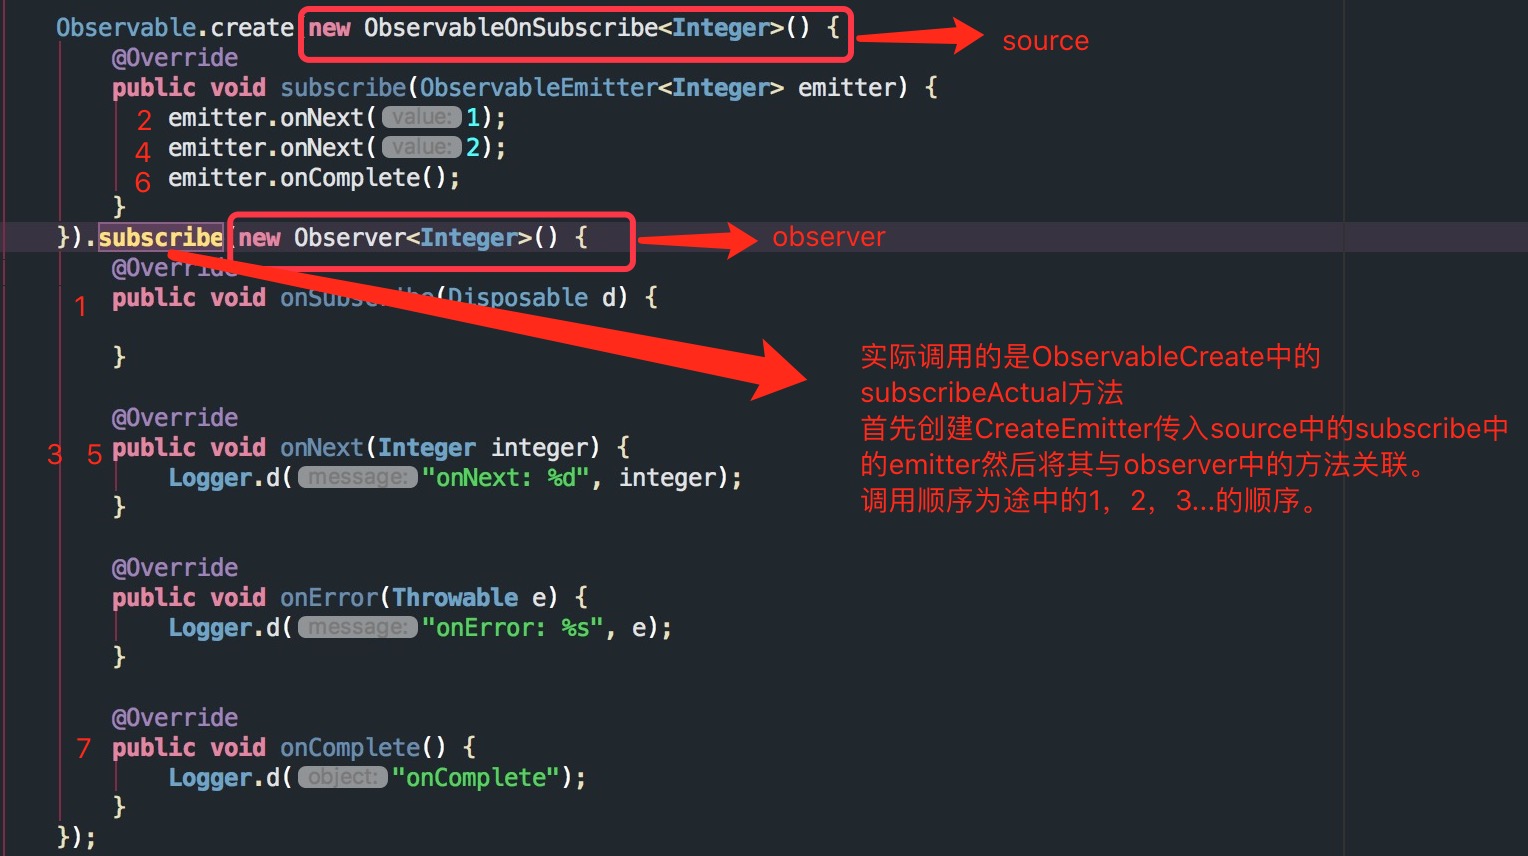 Observable.create(new ObservableOnSubscribe<Integer>() {
source
@Override
public void subscribe(ObservableEmitter<Integer> emitter) {
2 emitter.onNext( value: 1);
4 emitter.onNext( value: 2);
6 emitter.onComplete();
}
}).subscribe(new Observer<Integer>() {
observer
@Override
1 public void onSubscribe(Disposable d) {
}
实际调用的是ObservableCreate中的
subscribeActual方法
首先创建CreateEmitter传入source中的subscribe中
的emitter然后将其与observer中的方法关联。
调用顺序为途中的1，2，3...的顺序。
@Override
3 5 public void onNext(Integer integer) {
Logger.d( message: "onNext: %d", integer);
}
@Override
public void onError(Throwable e) {
Logger.d( message: "onError: %s", e);
}
@Override
7 public void onComplete() {
Logger.d( object: "onComplete");
}
});